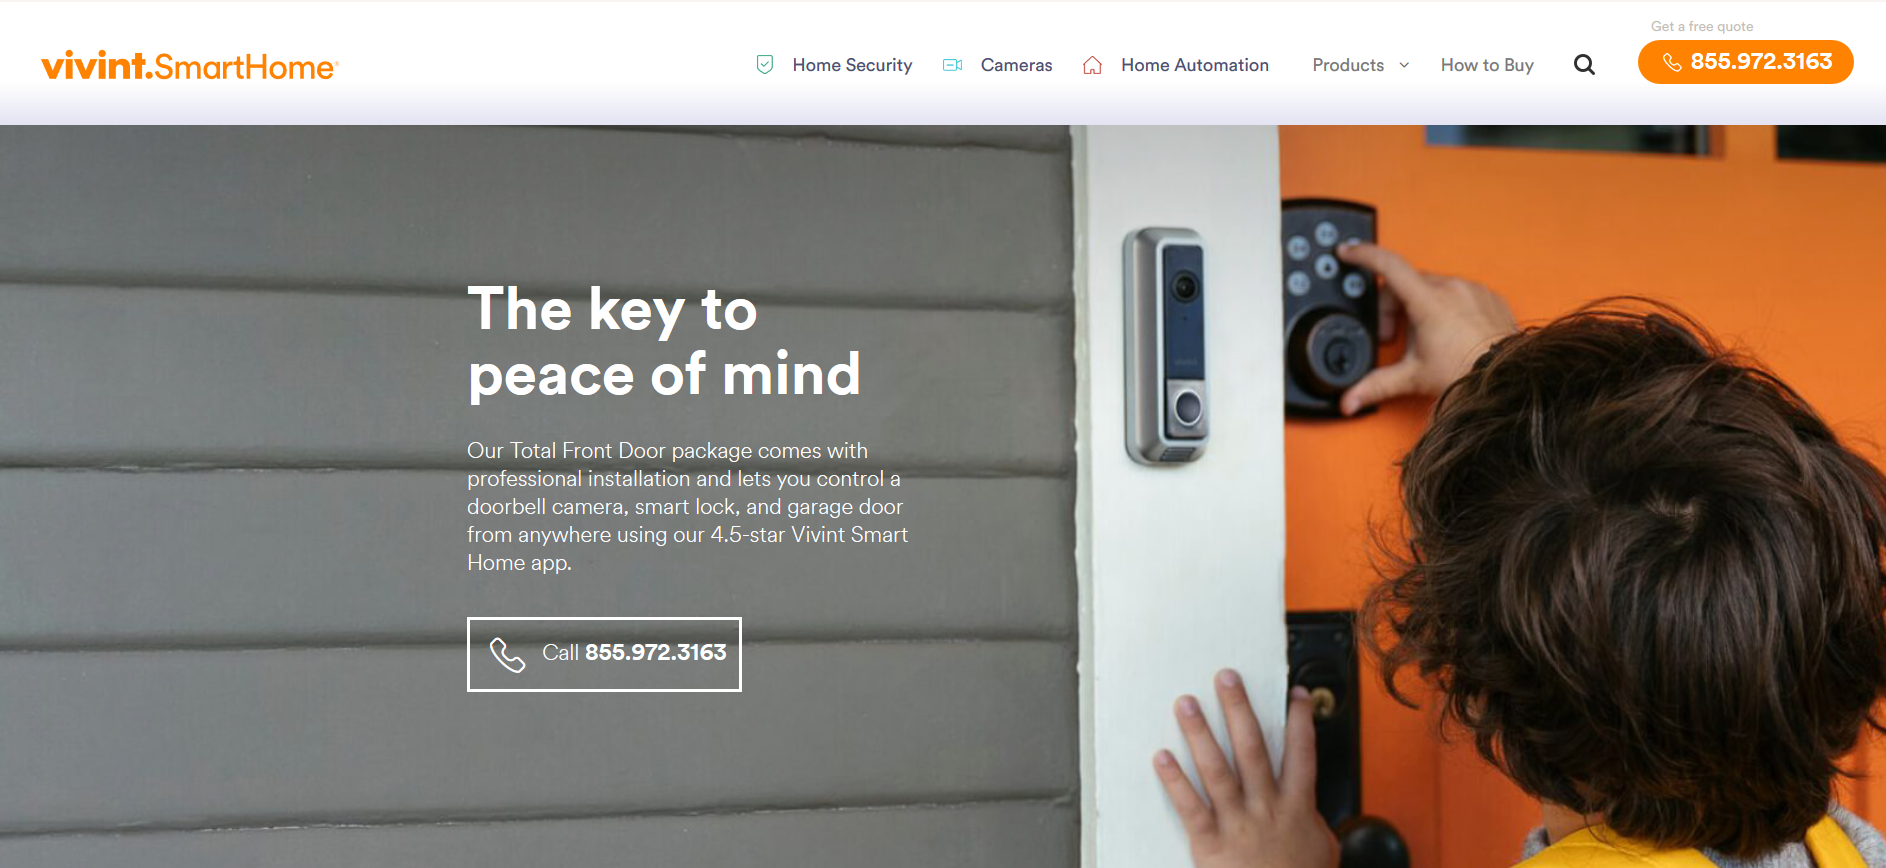 Get a free quote
vivint.SmartHome
Home Security
Cameras
Home Automation
Products
How to Buy
855.972.3163
The key to
peace of mind
Our Total Front Door package comes with
professional installation and lets you control a
doorbell camera, smart lock, and garage door
from anywhere using our 4.5-star Vivint Smart
Home app.
Call 855.972.3163